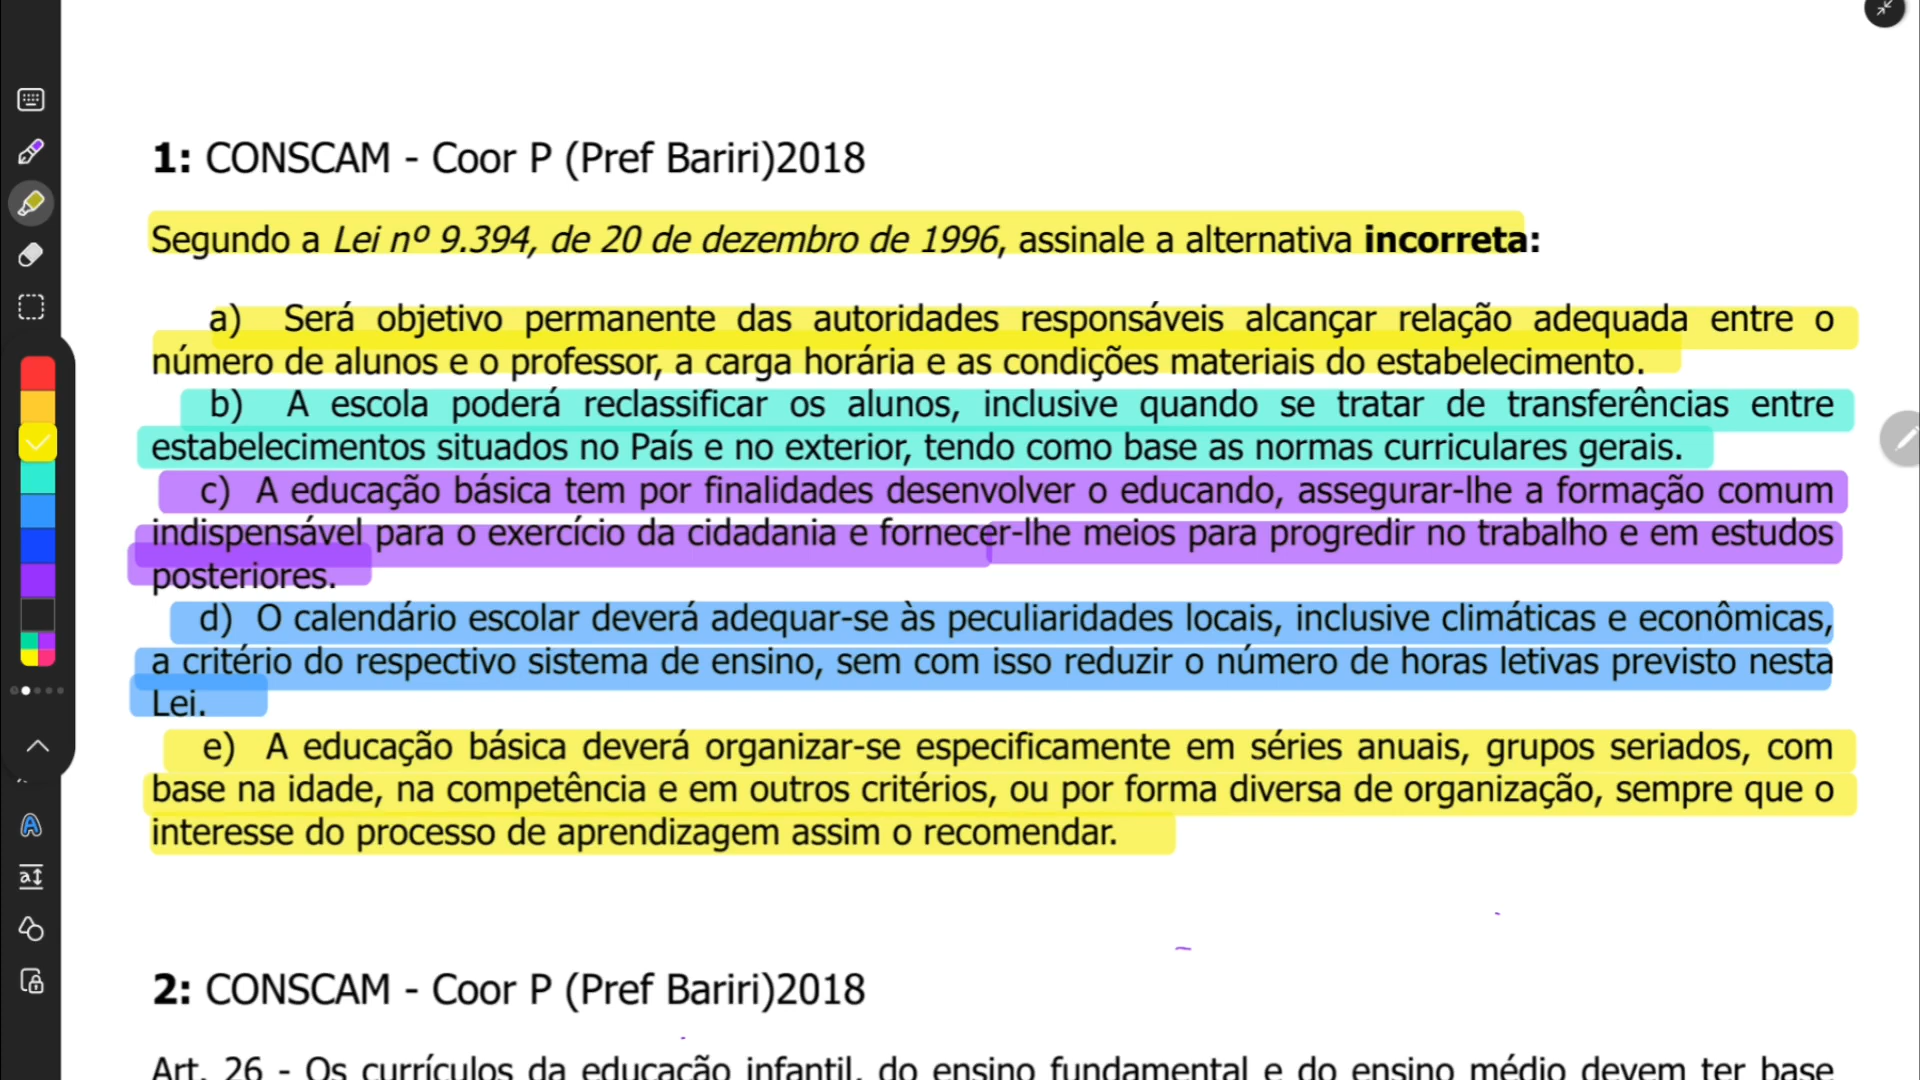 1: CONSCAM - Coor P (Pref Bariri)2018
Segundo a Lei nº 9.394, de 20 de dezembro de 1996, assinale a alternativa incorreta:
a) Será objetivo permanente das autoridades responsáveis alcançar relação adequada entre o
número de alunos e o professor, a carga horária e as condições materiais do estabelecimento.
b) A escola poderá reclassificar os alunos, inclusive quando se tratar de transferências entre
estabelecimentos situados no País e no exterior, tendo como base as normas curriculares gerais.
c) A educação básica tem por finalidades desenvolver o educando, assegurar-lhe a formação comum
indispensável para o exercício da cidadania e fornecer-lhe meios para progredir no trabalho e em estudos
posteriores.
d) O calendário escolar deverá adequar-se às peculiaridades locais, inclusive climáticas e econômicas,
a critério do respectivo sistema de ensino, sem com isso reduzir o número de horas letivas previsto nesta
Lei.
e) A educação básica deverá organizar-se especificamente em séries anuais, grupos seriados, com
base na idade, na competência e em outros critérios, ou por forma diversa de organização, sempre que o
interesse do processo de aprendizagem assim o recomendar.
2: CONSCAM - Coor P (Pref Bariri)2018
Art. 26 - Os currículos da educação infantil, do ensino fundamental e do ensino médio devem ter base